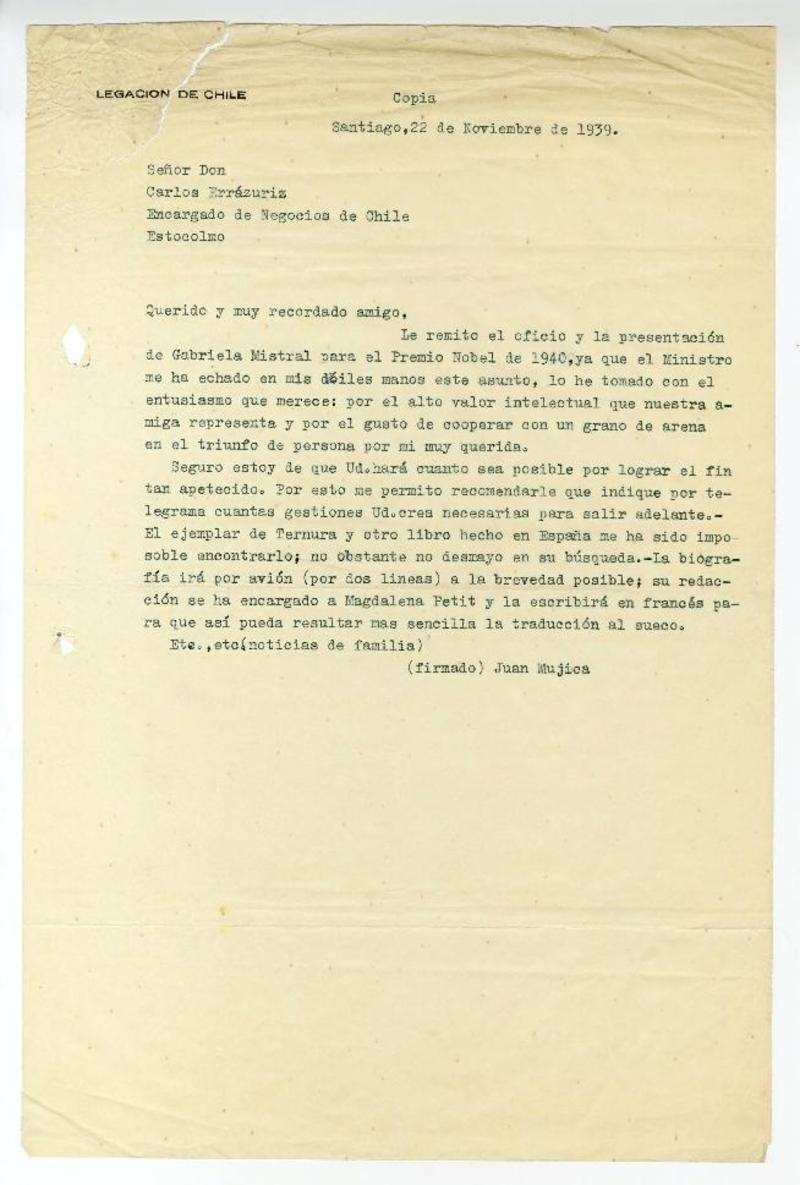 LEGACION DE CHILE
Copia
Santiago,22 de Noviembre de 1939.
Señor Don
Carlos Errázuriz
Encargado de Negocios de Chile
Estocolmo
Querido y muy recordado amigo,
Le remito el oficio y la presentación
de Gabriela Mistral para el Premio Nobel de 1940,ya que el Ministro
me ha echado en mis débiles manos este asunto, lo he tomado con el
entusiasmo que merece: por el alto valor intelectual que nuestra a-
miga representa y por el gusto de cooperar con un grano de arena
en el triunfo de persona por mi muy querida.
Seguro estoy de que Ud.hará cuanto sea posible por lograr el fin
tan apetecido. Por esto me permito recomendarle que indique por te-
legrama cuantas gestiones Ud.crea necesarias para salir adelante.-
El ejemplar de Ternura y otro libro hecho en España me ha sido impo-
soble encontrarlo; no obstante no desmayo en su búsqueda.-La biogra-
fía irá por avión (por dos lineas) a la brevedad posible; su redac-
ción se ha encargado a Magdalena Petit y la escribirá en francés pa-
ra que así pueda resultar mas sencilla la traducción al sueco.
Etc.,etc(noticias de familia)
(firmado) Juan Mujica